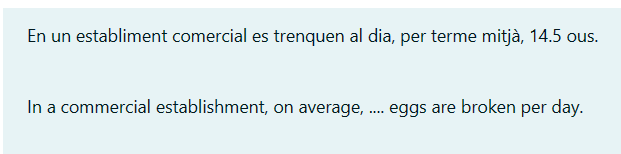 En un establiment comercial es trenquen al dia, per terme mitjà, 14.5 ous.
In a commercial establishment, on average, .... eggs are broken per day.